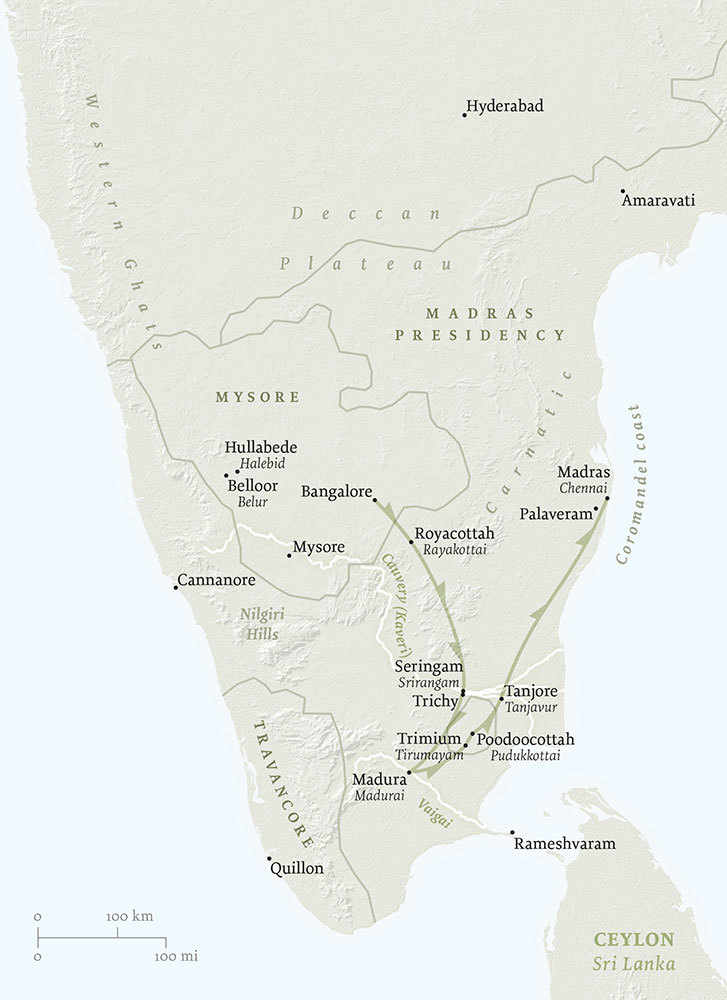 Hyderabad
Western Ghats
Amaravati
Deccan
Plateau
MADRAS
PRESIDENCY
Carnatic
MYSORE
Coromandel coast
Hullabede
Halebid
Belloor
Belur
Bangalore
Madras
Chennai
Palaveram
Royacottah
Rayakottai
Mysore
Cauvery (Kaveri)
Cannanore
Nilgiri
Hills
Seringam
Srirangam
Trichy
Tanjore
Tanjavur
TRAVANCORE
Trimium
Tirumayam
Poodoocottah
Pudukkottai
Madura
Madurai
Vaigai
Rameshvaram
Quillon
0 100 km
0 100 mi
CEYLON
Sri Lanka